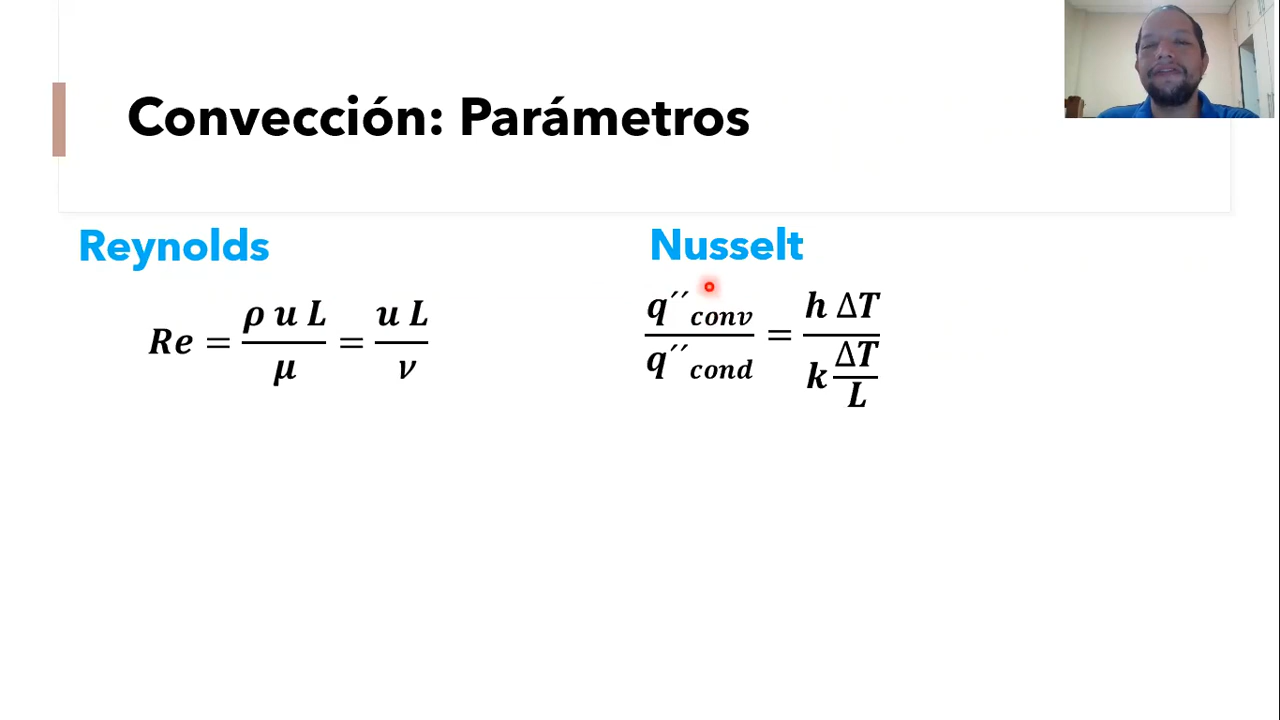 Convección: Parámetros
Reynolds
Re = ρ u L / μ = u L / ν
Nusselt
q´´conv / q´´cond = h ΔT / k ΔT / L